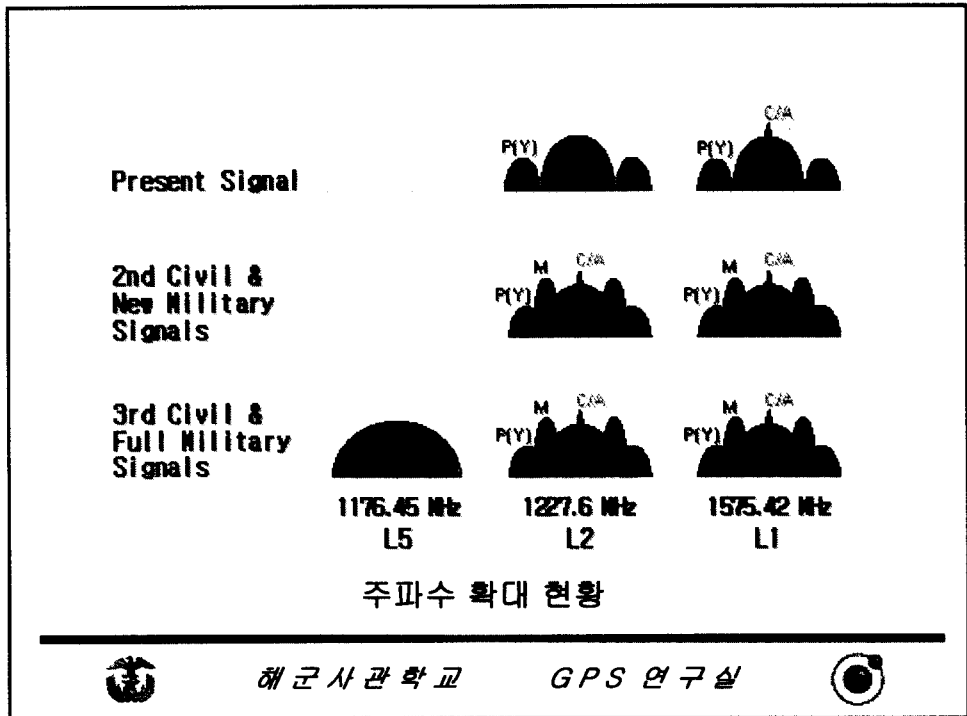 C/A
P(Y)
P(Y)
Present Signal
2nd Civil &
New Military
Signals
M
C/A
P(Y)
M
C/A
P(Y)
3rd Civil &
Full Military
Signals
M
C/A
P(Y)
M
C/A
P(Y)
1176.45 MHz
1227.6 MHz
1575.42 MHz
L5
L2
L1
주파수 확대 현황
해군사관학교 GPS 연구실